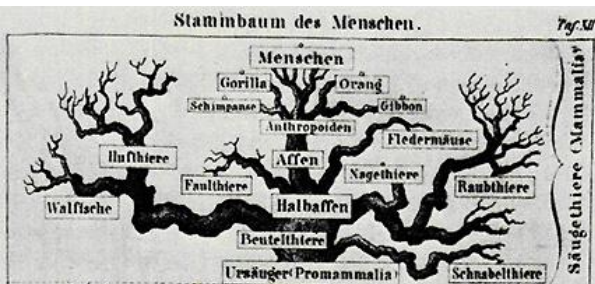 Stammbaum des Menschen.
Taf. XII
Menschen
Gorilla
Orang
Schimpanse
Gibbon
Anthropoiden
Fledermäuse
Hufthiere
Affen
Nagethiere
Faulthiere
Raubthiere
Walfische
Halbaffen
Beutelthiere
Ursäuger (Promammalia)
Schnabelthiere
Säugethiere (Mammalia)